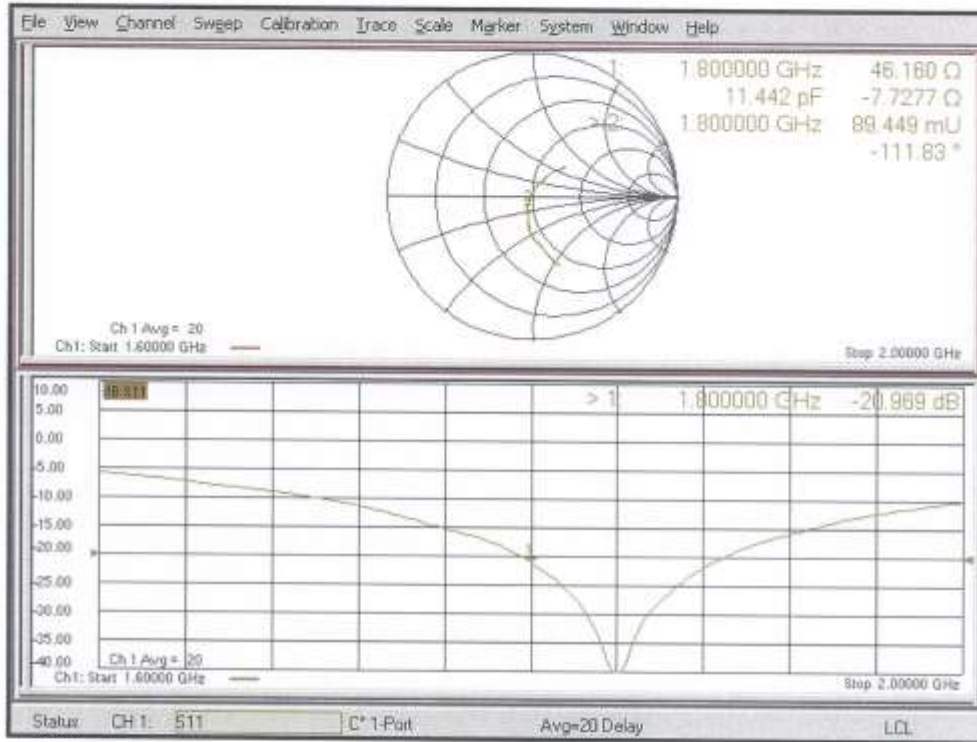 File View Channel Sweep Calibration Trace Scale Marker System Window Help
1: 1.800000 GHz 46.160 Ω
11.442 pF -7.7277 Ω
> 2: 1.800000 GHz 89.449 mU
-111.83 °
Ch 1 Avg = 20
Ch1: Start 1.60000 GHz
Stop 2.00000 GHz
10.00
dB S11
> 1: 1.800000 GHz -20.969 dB
5.00
0.00
-5.00
-10.00
-15.00
-20.00
-25.00
-30.00
-35.00
-40.00
Ch 1 Avg = 20
Ch1: Start 1.60000 GHz
Stop 2.00000 GHz
Status CH 1: S11 C* 1-Port Avg=20 Delay LCL